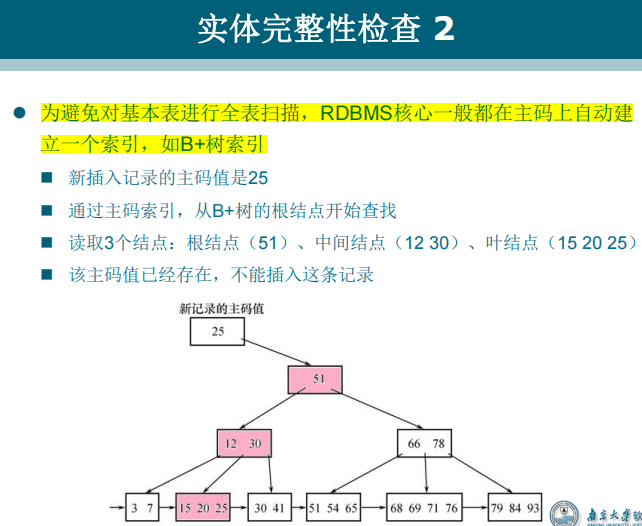 实体完整性检查 2
为避免对基本表进行全表扫描，RDBMS核心一般都在主码上自动建
立一个索引，如B+树索引
新插入记录的主码值是25
通过主码索引，从B+树的根结点开始查找
读取3个结点：根结点（51）、中间结点（12 30）、叶结点（15 20 25）
该主码值已经存在，不能插入这条记录
新记录的主码值
25
51
12 30
66 78
3 7
15 20 25
30 41
51 54 65
68 69 71 76
79 84 93
南京大学